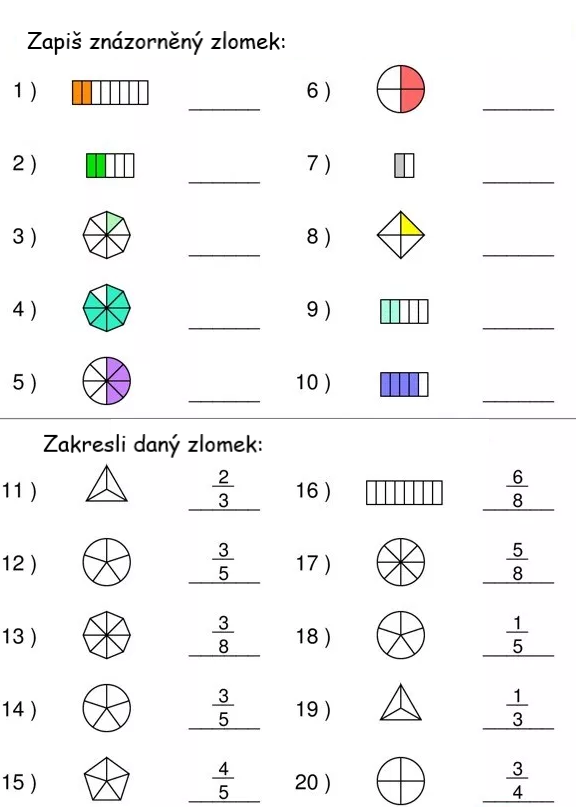 Zapiš znázorněný zlomek:
1 )
6 )
2 )
7 )
3 )
8 )
4 )
9 )
5 )
10 )
Zakresli daný zlomek:
11 ) 2/3
16 ) 6/8
12 ) 3/5
17 ) 5/8
13 ) 3/8
18 ) 1/5
14 ) 3/5
19 ) 1/3
15 ) 4/5
20 ) 3/4